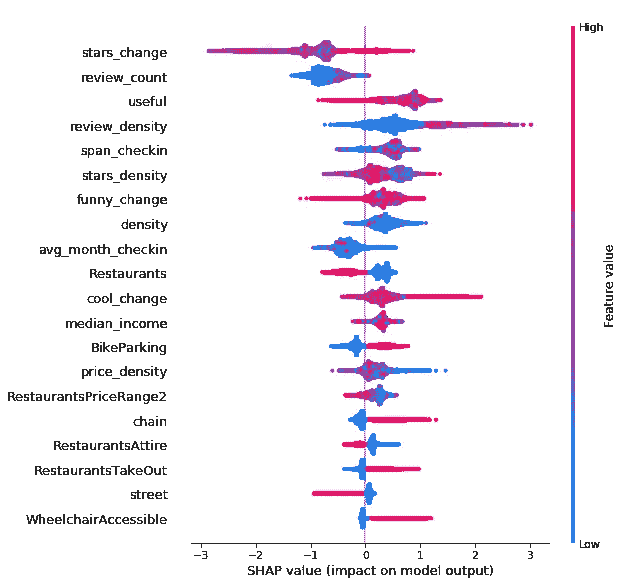 High
stars_change
review_count
useful
review_density
span_checkin
stars_density
funny_change
density
avg_month_checkin
Restaurants
cool_change
median_income
BikeParking
price_density
RestaurantsPriceRange2
chain
RestaurantsAttire
RestaurantsTakeOut
street
WheelchairAccessible
Feature value
Low
−3 −2 −1 0 1 2 3
SHAP value (impact on model output)